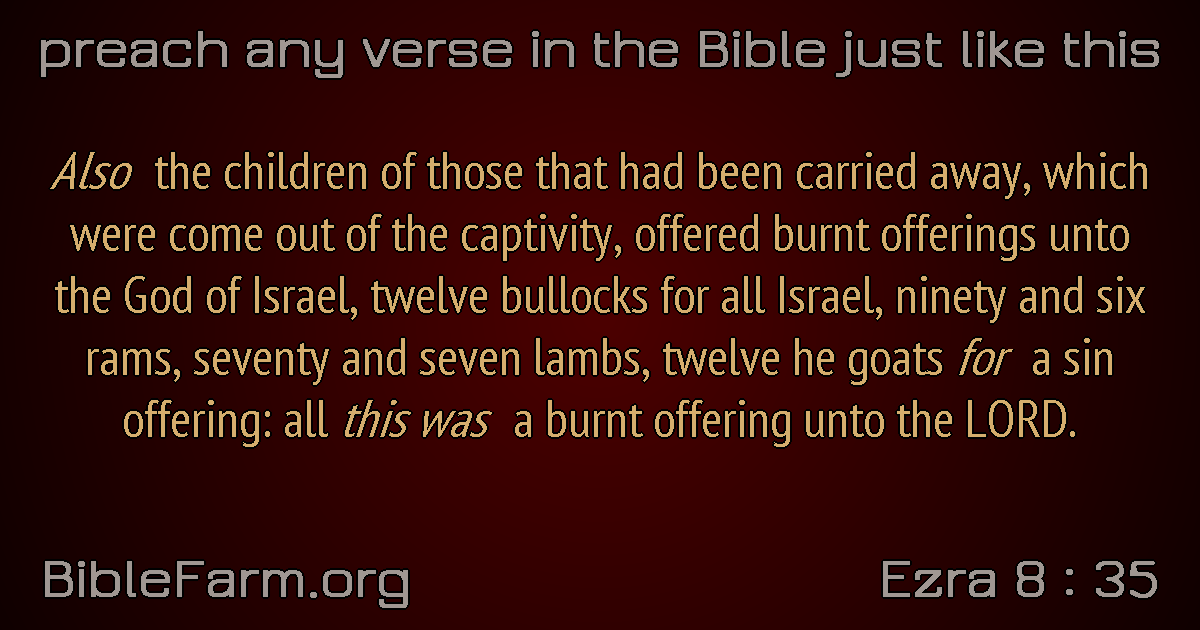 preach any verse in the Bible just like this
Also the children of those that had been carried away, which
were come out of the captivity, offered burnt offerings unto
the God of Israel, twelve bullocks for all Israel, ninety and six
rams, seventy and seven lambs, twelve he goats for a sin
offering: all this was a burnt offering unto the LORD.
BibleFarm.org
Ezra 8 : 35